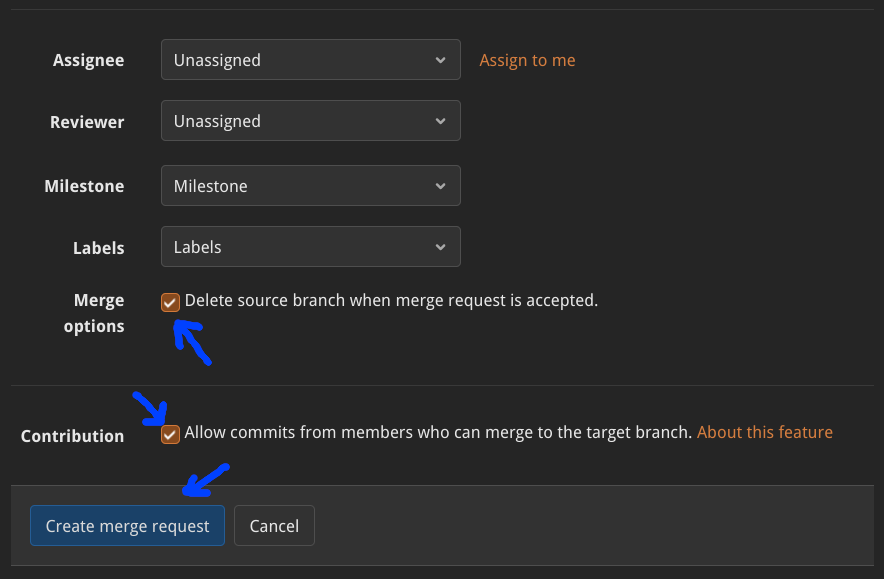 Assignee Unassigned Assign to me
Reviewer Unassigned
Milestone Milestone
Labels Labels
Merge options Delete source branch when merge request is accepted.
Contribution Allow commits from members who can merge to the target branch. About this feature
Create merge request Cancel